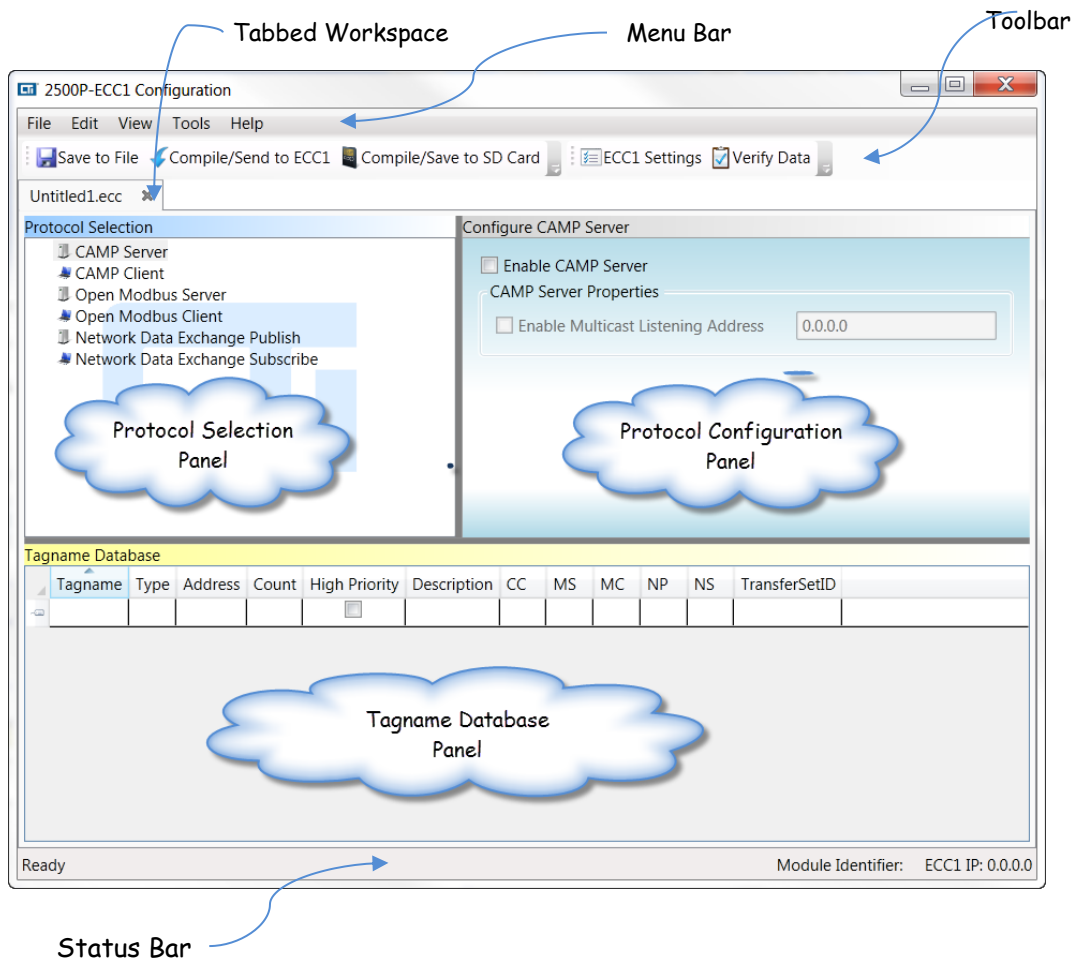 Tabbed Workspace
Menu Bar
Toolbar
CTI 2500P-ECC1 Configuration
File Edit View Tools Help
Save to File Compile/Send to ECC1 Compile/Save to SD Card ECC1 Settings Verify Data
Untitled1.ecc
Protocol Selection
CAMP Server
CAMP Client
Open Modbus Server
Open Modbus Client
Network Data Exchange Publish
Network Data Exchange Subscribe
Protocol Selection
Panel
Configure CAMP Server
Enable CAMP Server
CAMP Server Properties
Enable Multicast Listening Address 0.0.0.0
Protocol Configuration
Panel
Tagname Database
Tagname Type Address Count High Priority Description CC MS MC NP NS TransferSetID
Tagname Database
Panel
Ready Module Identifier: ECC1 IP: 0.0.0.0
Status Bar